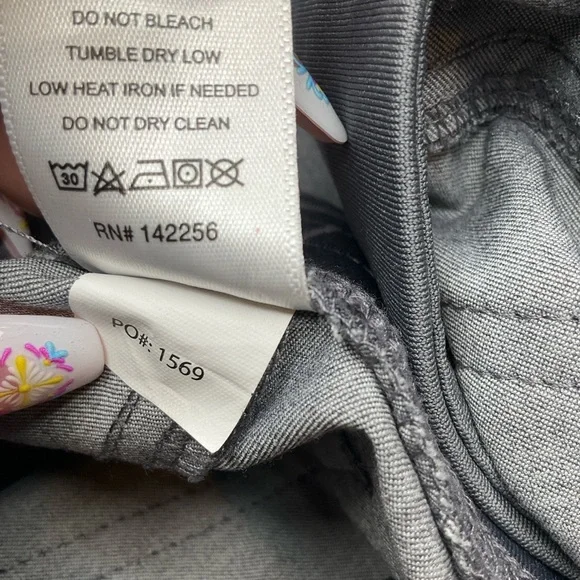 DO NOT BLEACH
TUMBLE DRY LOW
LOW HEAT IRON IF NEEDED
DO NOT DRY CLEAN
30
RN# 142256
PO#: 1569